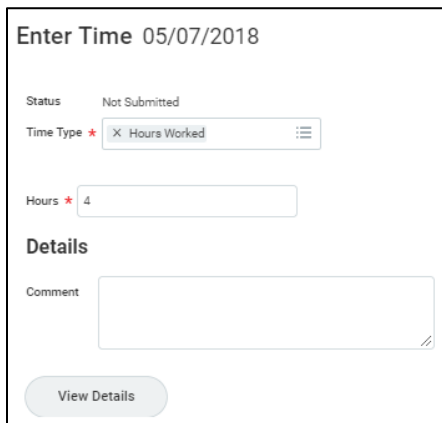 Enter Time 05/07/2018
Status Not Submitted
Time Type * × Hours Worked
Hours * 4
Details
Comment
View Details